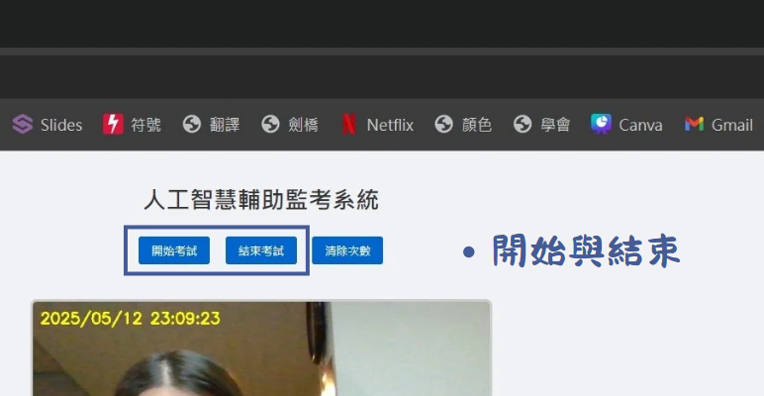 Slides 符號 翻譯 劍橋 Netflix 顏色 學會 Canva Gmail
人工智慧輔助監考系統
開始考試 結束考試 清除次數
• 開始與結束
2025/05/12 23:09:23